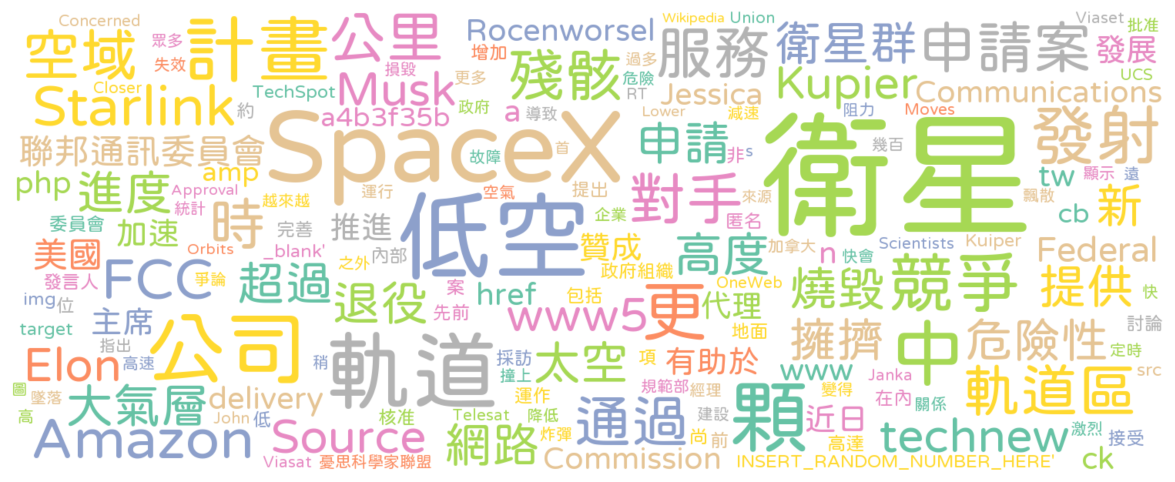 Concerned
眾多
公里
Rocenworsel
Wikipedia
Union
Viaset
批准
空域
計畫
失效
損毀
增加
殘骸
過多
服務
衛星群
申請案
發展
Closer
TechSpot
Musk
更多
危險
Kupier
UCS
Starlink
約
政府
RT
Jessica
Communications
a4b3f35b
a
導致
Lower
減速
阻力
Moves
聯邦通訊委員會
SpaceX
故障
首
申請
非
s
衛星
幾百
發射
php
進度
amp
Approval
越來越
運行
空氣
提出
對手
來源
tw
顯示
遠
統計
時
完善
推進
低空
企業
匿名
cb
飄散
新
委員會
加速
_blank'
內部
贊成
高度
加拿大
n
快會
Scientists
Kuiper
Federal
美國
Orbits
之外
政府組織
發言人
爭論
FCC
超過
退役
案
href
包括
更
OneWeb
代理
燒毀
競爭
提供
快
img
位
先前
www5
地面
討論
target
主席
公司
軌道
指出
稍
採訪
太空
項
有助於
擁擠
中
危險性
定時
Elon
高速
撞上
www
src
圖
墜落
大氣層
delivery
運作
規範部
經理
變得
Janka
在內
軌道區
高
John
低
核准
Telesat
降低
通過
建設
顆
近日
關係
激烈
Amazon
Source
網路
炸彈
尚
前
高達
technew
接受
Viasat
憂思科學家聯盟
Commission
INSERT_RANDOM_NUMBER_HERE'
ck